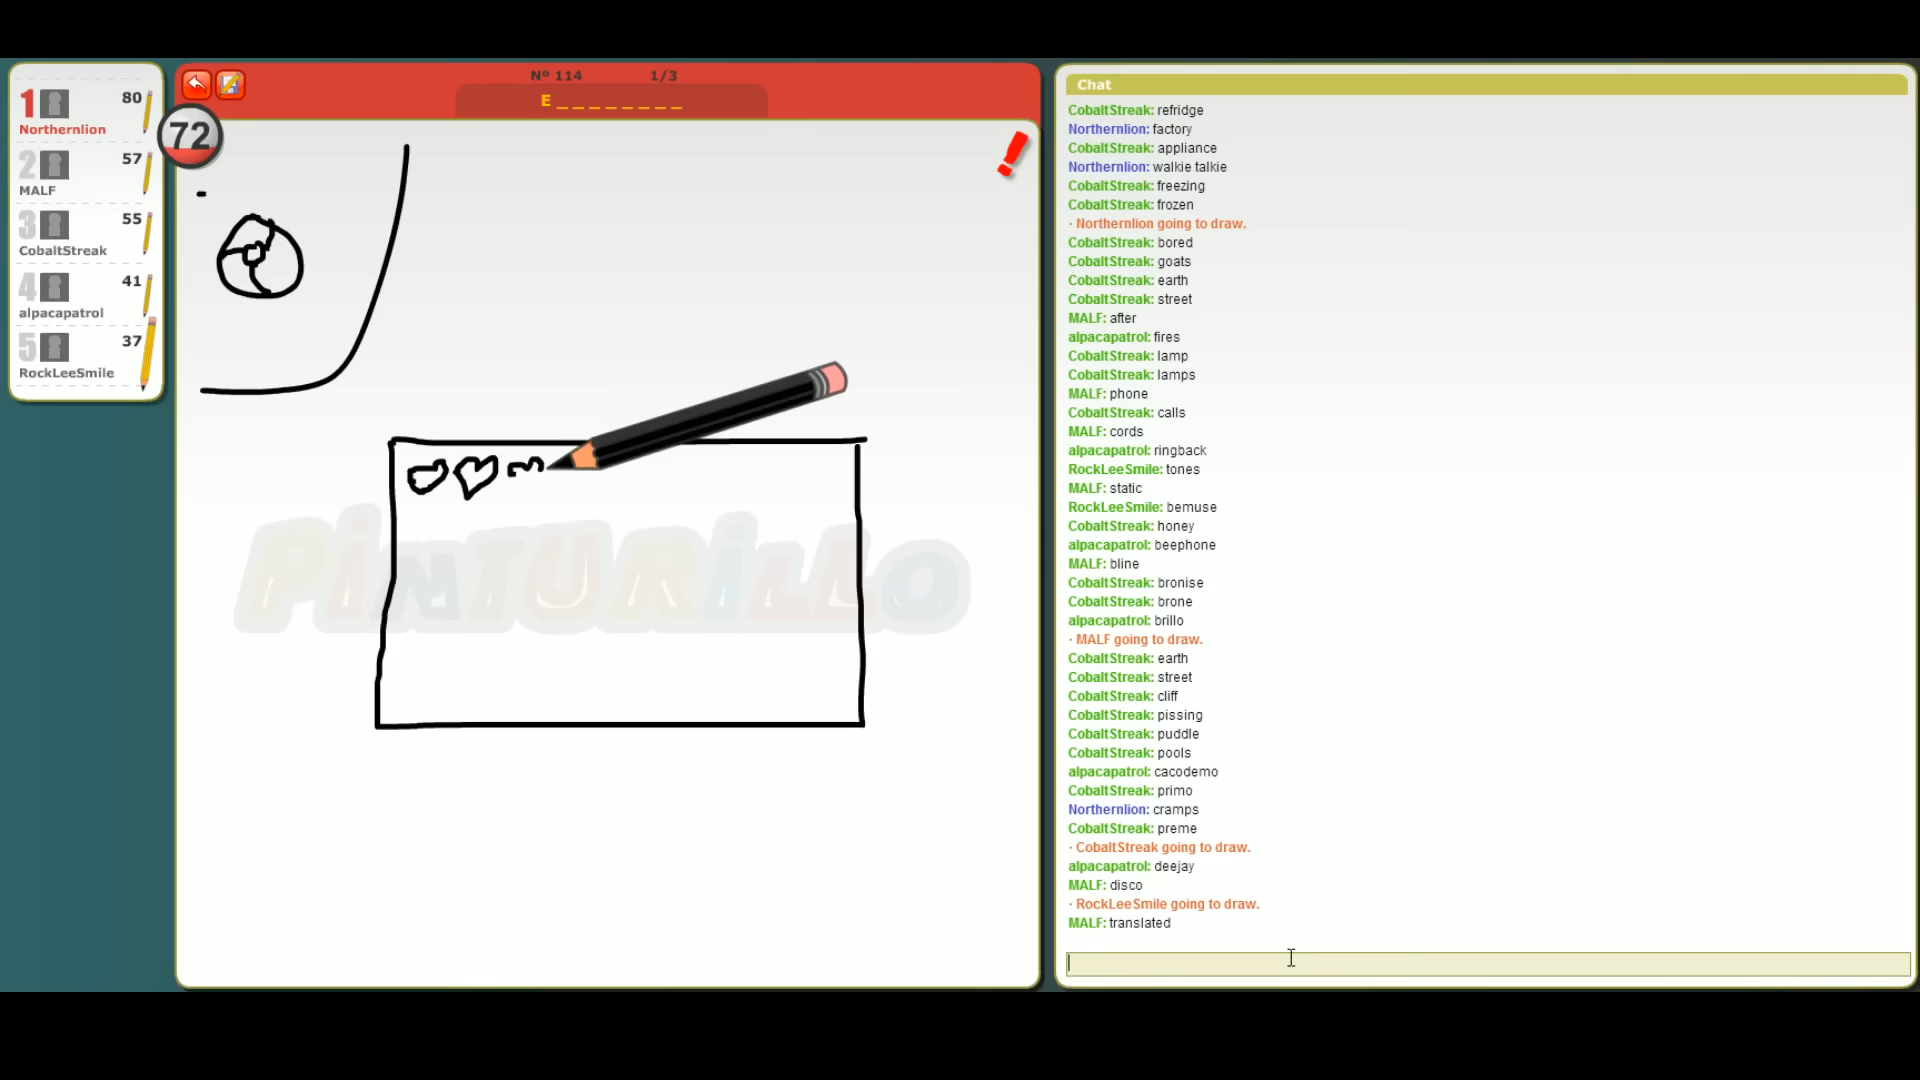 Nº 114 1/3
E _ _ _ _ _ _ _ _
72
1 80
Northernlion
2 57
MALF
3 55
CobaltStreak
4 41
alpacapatrol
5 37
RockLeeSmile
PiNTURiLLO
Chat
CobaltStreak: refridge
Northernlion: factory
CobaltStreak: appliance
Northernlion: walkie talkie
CobaltStreak: freezing
CobaltStreak: frozen
· Northernlion going to draw.
CobaltStreak: bored
CobaltStreak: goats
CobaltStreak: earth
CobaltStreak: street
MALF: after
alpacapatrol: fires
CobaltStreak: lamp
CobaltStreak: lamps
MALF: phone
CobaltStreak: calls
MALF: cords
alpacapatrol: ringback
RockLeeSmile: tones
MALF: static
RockLeeSmile: bemuse
CobaltStreak: honey
alpacapatrol: beephone
MALF: bline
CobaltStreak: bronise
CobaltStreak: brone
alpacapatrol: brillo
· MALF going to draw.
CobaltStreak: earth
CobaltStreak: street
CobaltStreak: cliff
CobaltStreak: pissing
CobaltStreak: puddle
CobaltStreak: pools
alpacapatrol: cacodemo
CobaltStreak: primo
Northernlion: cramps
CobaltStreak: preme
· CobaltStreak going to draw.
alpacapatrol: deejay
MALF: disco
· RockLeeSmile going to draw.
MALF: translated